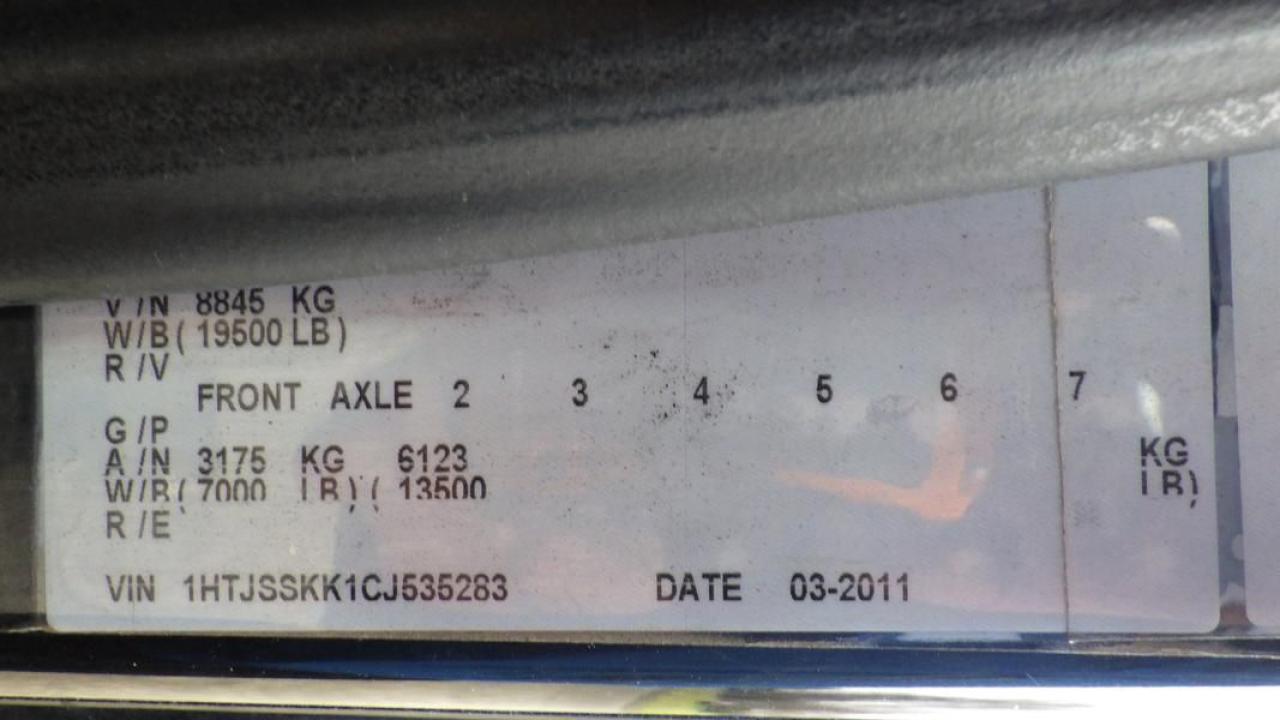 V/N 8845 KG
W/B( 19500 LB)
R/V
FRONT AXLE 2 3 4 5 6 7
G/P
A/N 3175 KG 6123 KG
W/B( 7000 LB) ( 13500 LB)
R/E
VIN 1HTJSSKK1CJ535283 DATE 03-2011